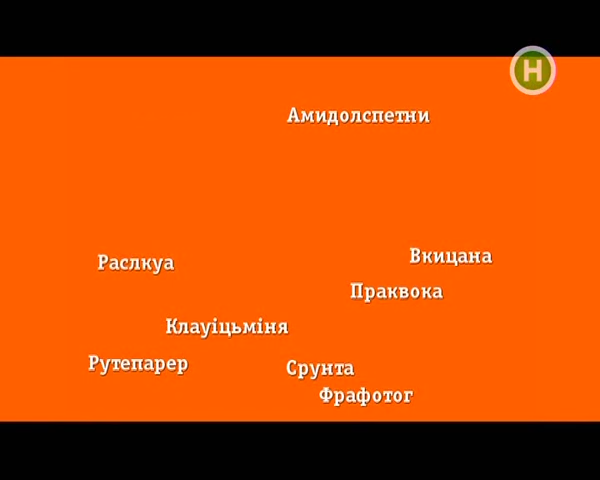 Н
Амидолспетни
Вкицана
Раслкуа
Праквока
Клауіцьміня
Рутепарер
Срунта
Фрафотог